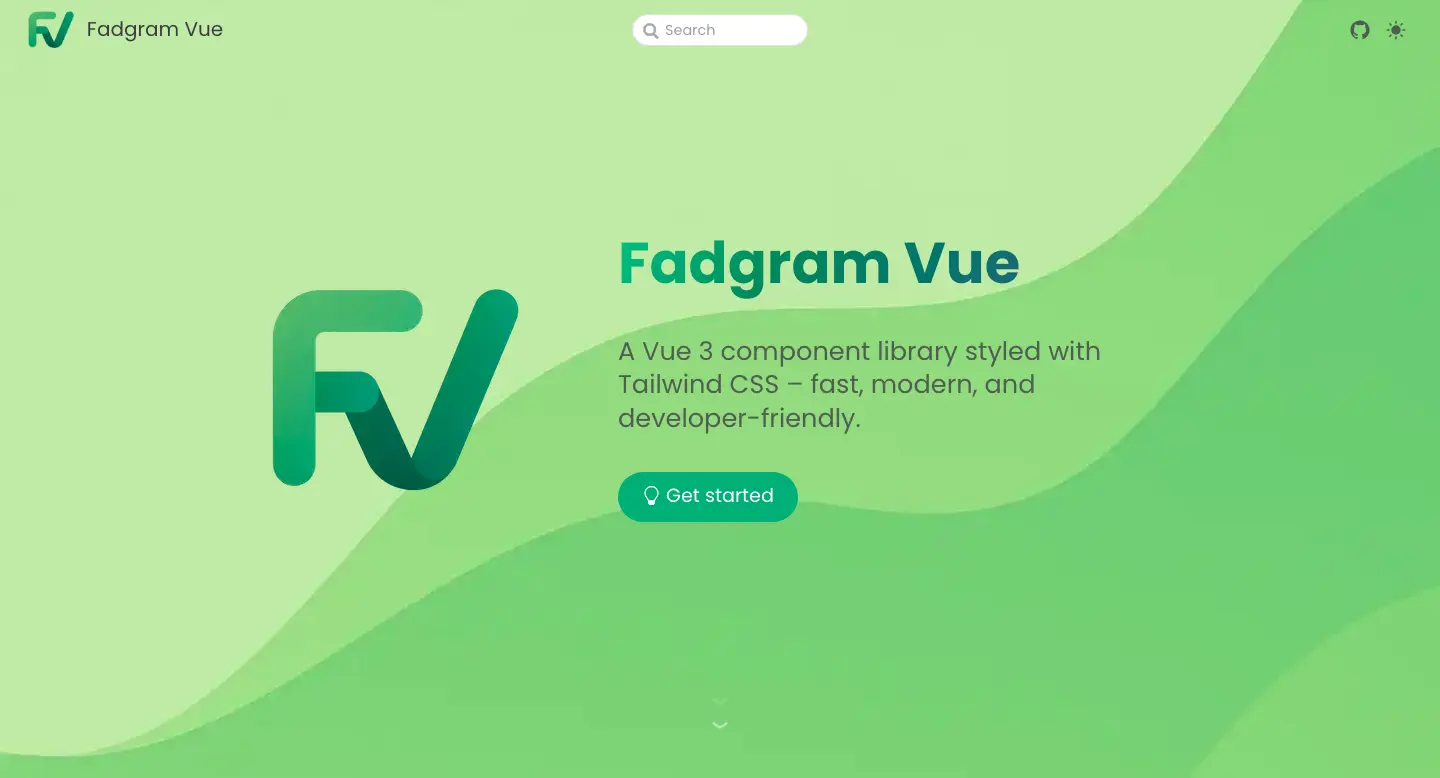 Fadgram Vue
Search
Fadgram Vue
A Vue 3 component library styled with
Tailwind CSS – fast, modern, and
developer-friendly.
Get started